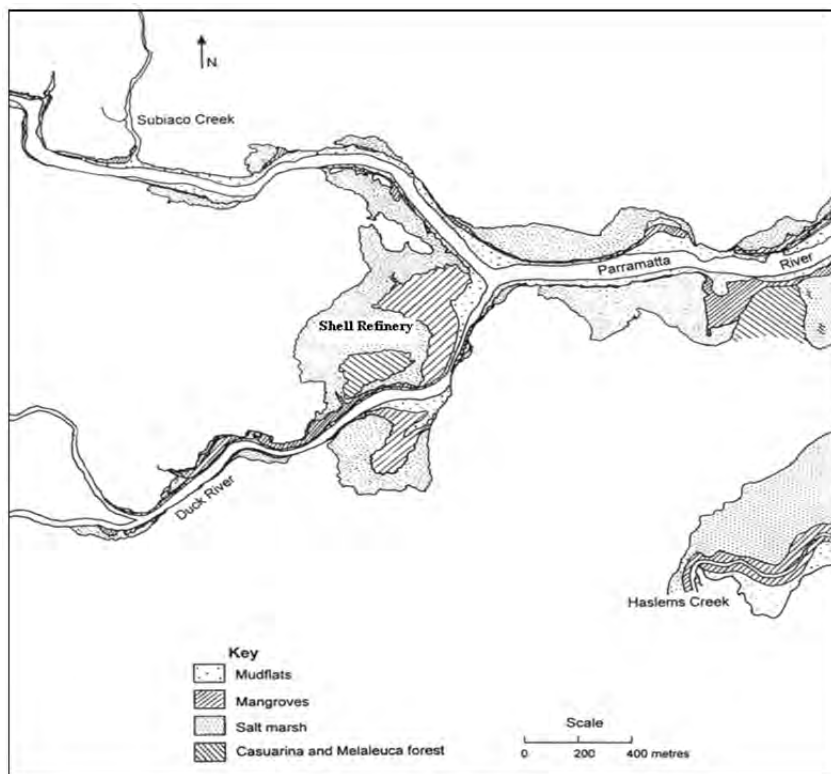 N
Subiaco Creek
Parramatta River
Shell Refinery
Duck River
Haslems Creek
Key
Mudflats
Mangroves
Salt marsh
Casuarina and Melaleuca forest
Scale
0 200 400 metres